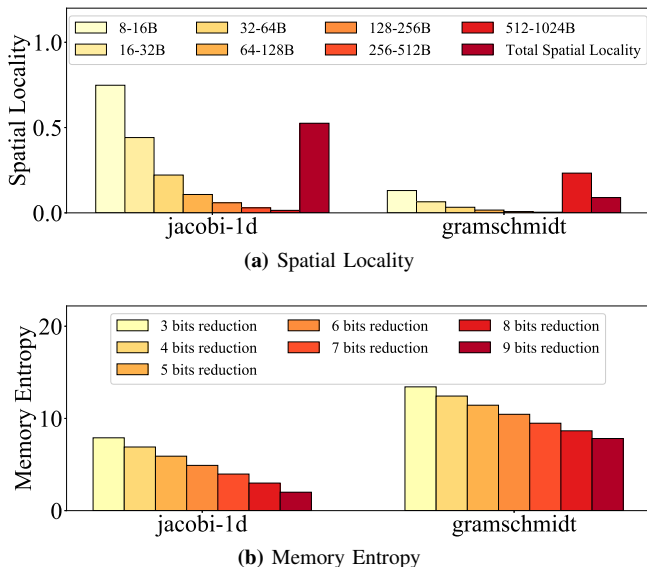 8-16B 32-64B 128-256B 512-1024B
16-32B 64-128B 256-512B Total Spatial Locality
1.0
0.5
0.0
Spatial Locality
jacobi-1d gramschmidt
(a) Spatial Locality
3 bits reduction 6 bits reduction 8 bits reduction
4 bits reduction 7 bits reduction 9 bits reduction
5 bits reduction
20
10
0
Memory Entropy
jacobi-1d gramschmidt
(b) Memory Entropy